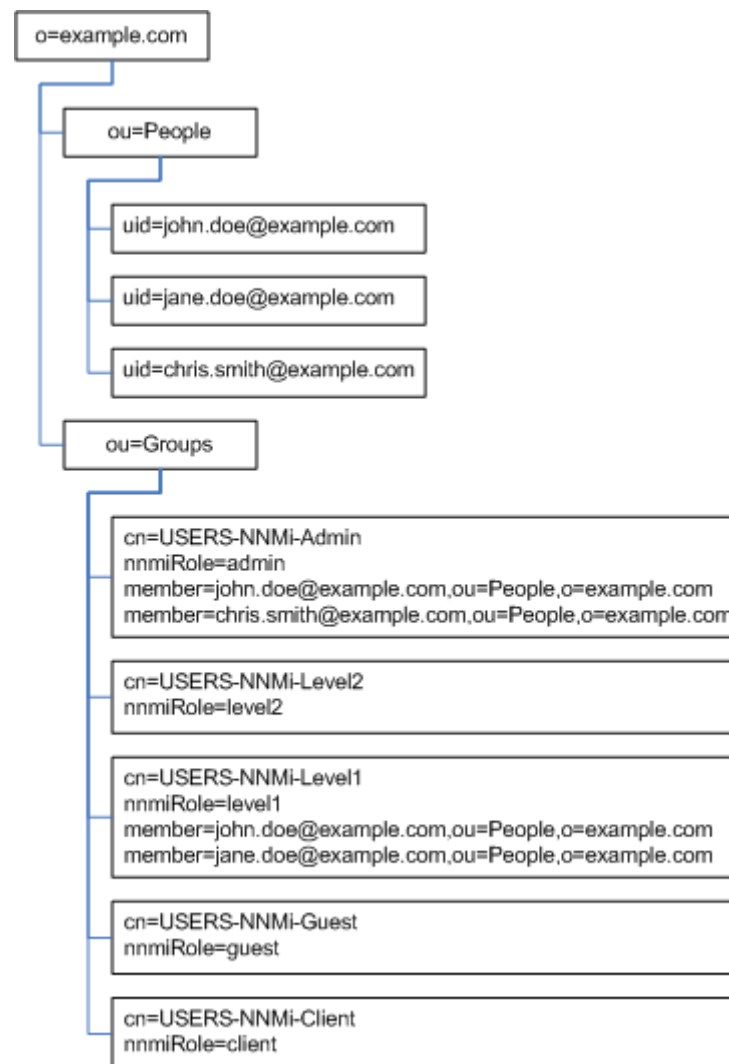 o=example.com
ou=People
uid=john.doe@example.com
uid=jane.doe@example.com
uid=chris.smith@example.com
ou=Groups
cn=USERS-NNMi-Admin
nnmiRole=admin
member=john.doe@example.com,ou=People,o=example.com
member=chris.smith@example.com,ou=People,o=example.com
cn=USERS-NNMi-Level2
nnmiRole=level2
cn=USERS-NNMi-Level1
nnmiRole=level1
member=john.doe@example.com,ou=People,o=example.com
member=jane.doe@example.com,ou=People,o=example.com
cn=USERS-NNMi-Guest
nnmiRole=guest
cn=USERS-NNMi-Client
nnmiRole=client